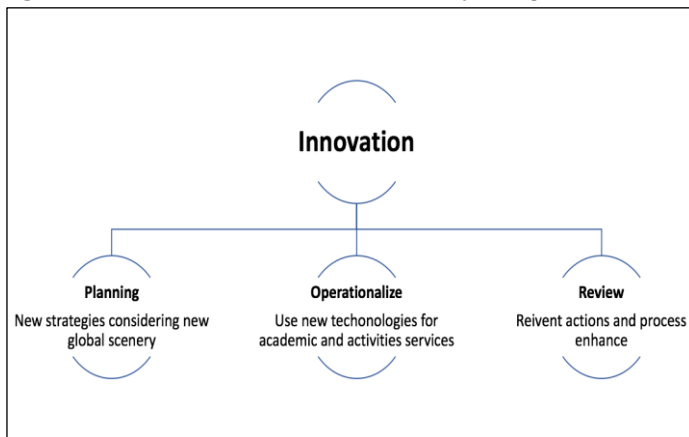 Innovation
Planning
New strategies considering new
global scenery
Operationalize
Use new techonologies for
academic and activities services
Review
Reivent actions and process
enhance